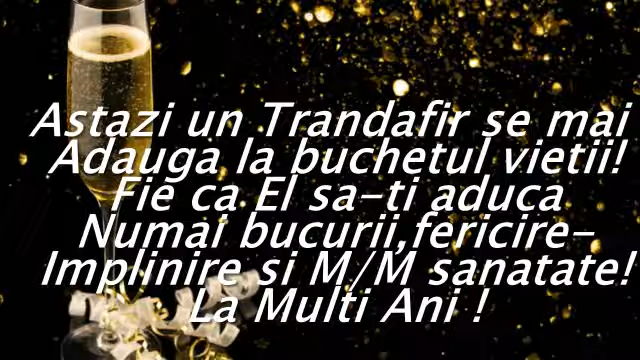 Astazi un Trandafir se mai
Adauga la buchetul vietii!
Fie ca El sa-ti aduca
Numai bucurii,fericire-
Implinire si M/M sanatate!
La Multi Ani !